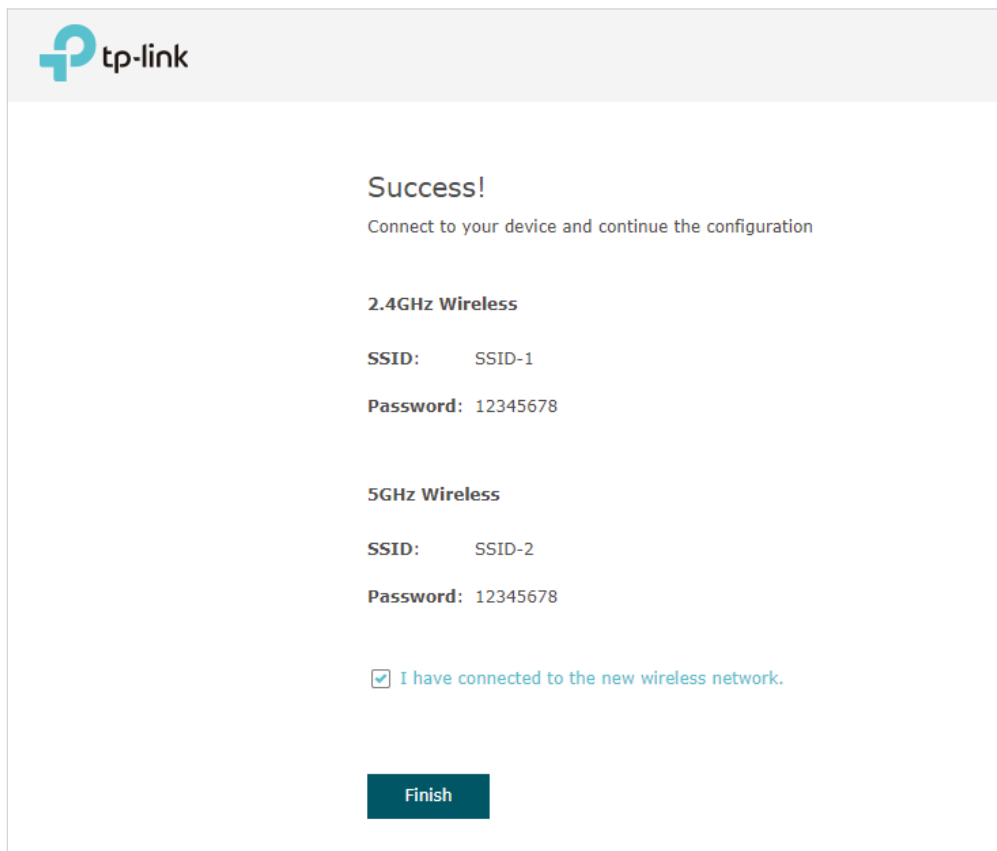 tp-link
Success!
Connect to your device and continue the configuration
2.4GHz Wireless
SSID: SSID-1
Password: 12345678
5GHz Wireless
SSID: SSID-2
Password: 12345678
I have connected to the new wireless network.
Finish